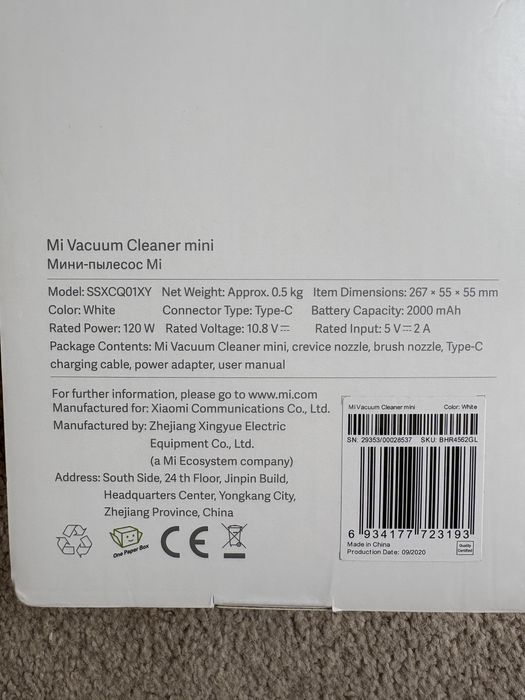 Mi Vacuum Cleaner mini
Мини-пылесос Mi
Model: SSXCQ01XY Net Weight: Approx. 0.5 kg Item Dimensions: 267 × 55 × 55 mm
Color: White Connector Type: Type-C Battery Capacity: 2000 mAh
Rated Power: 120 W Rated Voltage: 10.8 V⎓ Rated Input: 5 V⎓2 A
Package Contents: Mi Vacuum Cleaner mini, crevice nozzle, brush nozzle, Type-C
charging cable, power adapter, user manual
For further information, please go to www.mi.com
Manufactured for: Xiaomi Communications Co., Ltd.
Manufactured by: Zhejiang Xingyue Electric
Equipment Co., Ltd.
(a Mi Ecosystem company)
Address: South Side, 24 th Floor, Jinpin Build,
Headquarters Center, Yongkang City,
Zhejiang Province, China
One Paper Box
CE
Mi Vacuum Cleaner mini Color: White
SN: 29353/00028537 SKU: BHR4562GL
6 934177 723193
Made in China
Production Date: 09/2020
Quality
Certified